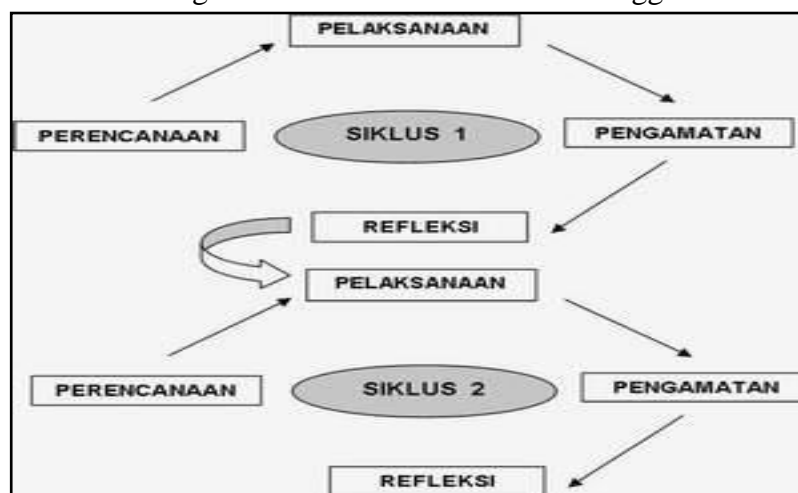 PELAKSANAAN
PERENCANAAN
SIKLUS 1
PENGAMATAN
REFLEKSI
PELAKSANAAN
PERENCANAAN
SIKLUS 2
PENGAMATAN
REFLEKSI